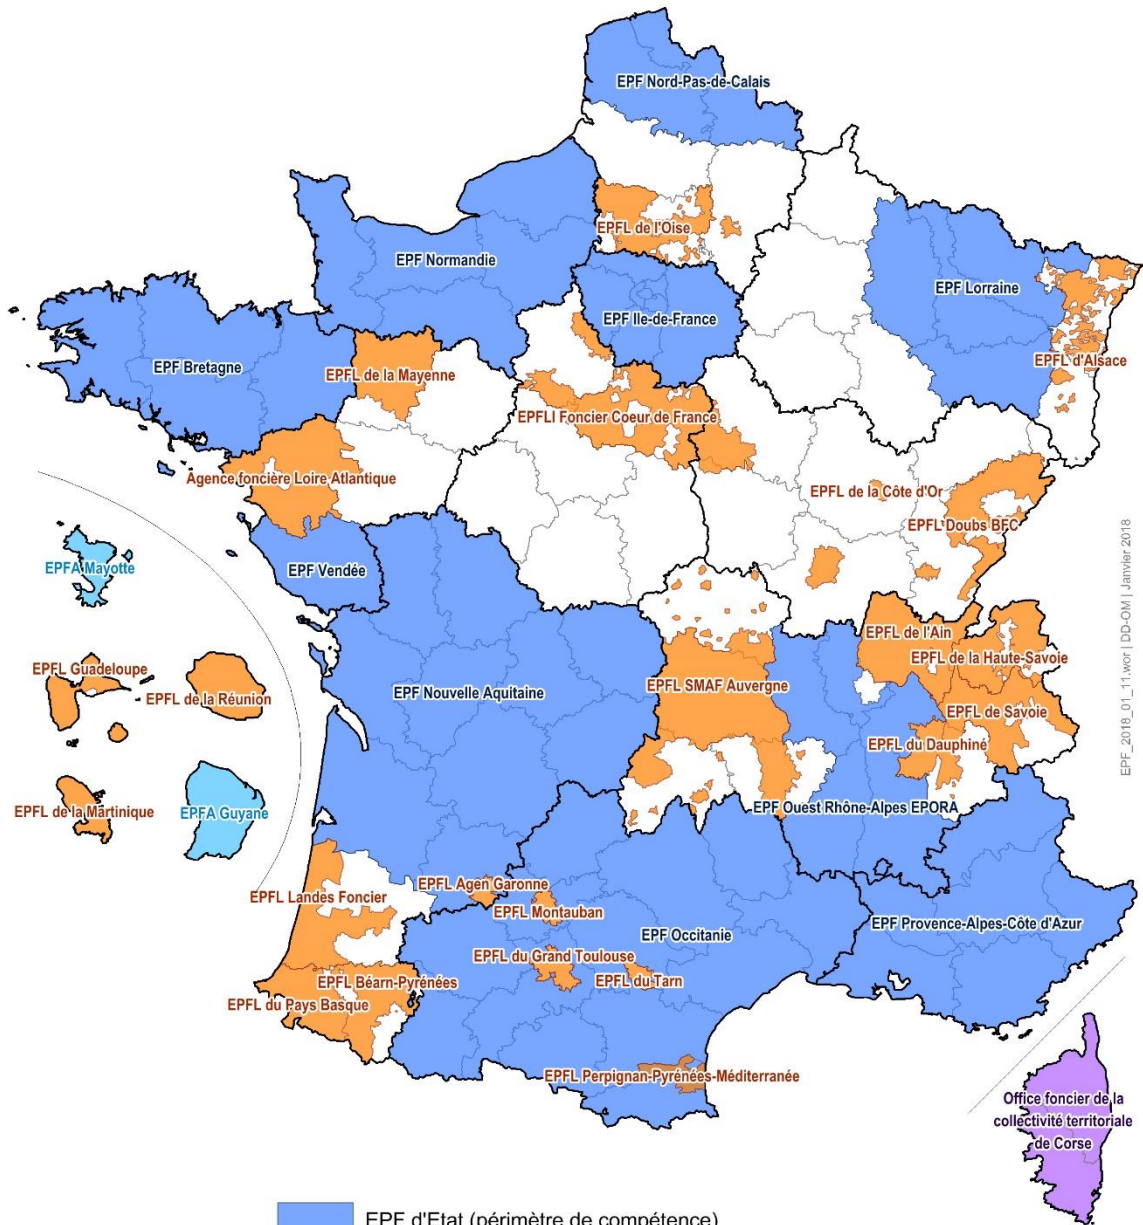 EPF Nord-Pas-de-Calais
EPFL de l'Oise
EPF Normandie
EPF Ile-de-France
EPF Lorraine
EPF Bretagne
EPFL de la Mayenne
EPFL d'Alsace
EPFLI Foncier Coeur de France
Agence foncière Loire-Atlantique
EPFL de la Côte d'Or
EPFL Doubs BFC
EPF Vendée
EPFA Mayotte
EPFL de l'Ain
EPFL de la Haute-Savoie
EPFL Guadeloupe
EPFL de la Réunion
EPF Nouvelle Aquitaine
EPFL SMAF Auvergne
EPFL de Savoie
EPFL du Dauphiné
EPFL de la Martinique
EPFA Guyane
EPF Ouest Rhône-Alpes EPORA
EPFL Landes Foncier
EPFL Agen Garonne
EPFL Montauban
EPF Occitanie
EPF Provence-Alpes-Côte d'Azur
EPFL du Grand Toulouse
EPFL du Tarn
EPFL Béarn-Pyrénées
EPFL du Pays Basque
EPFL Perpignan-Pyrénées-Méditerranée
Office foncier de la
collectivité territoriale
de Corse
EPF_2018_01_11.wor | DD-OM | Janvier 2018
EPF d'Etat (périmètre de compétence)